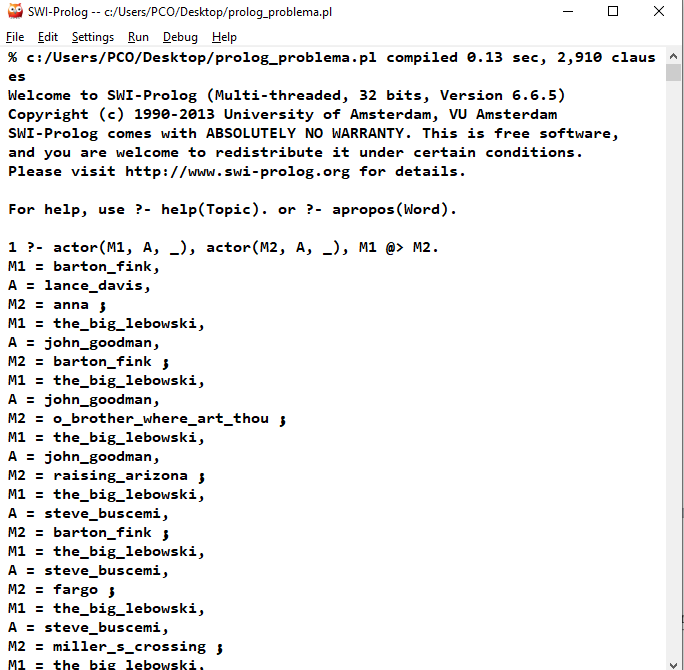 SWI-Prolog -- c:/Users/PCO/Desktop/prolog_problema.pl
File Edit Settings Run Debug Help
% c:/Users/PCO/Desktop/prolog_problema.pl compiled 0.13 sec, 2,910 claus
es
Welcome to SWI-Prolog (Multi-threaded, 32 bits, Version 6.6.5)
Copyright (c) 1990-2013 University of Amsterdam, VU Amsterdam
SWI-Prolog comes with ABSOLUTELY NO WARRANTY. This is free software,
and you are welcome to redistribute it under certain conditions.
Please visit http://www.swi-prolog.org for details.
For help, use ?- help(Topic). or ?- apropos(Word).
1 ?- actor(M1, A, _), actor(M2, A, _), M1 @> M2.
M1 = barton_fink,
A = lance_davis,
M2 = anna ;
M1 = the_big_lebowski,
A = john_goodman,
M2 = barton_fink ;
M1 = the_big_lebowski,
A = john_goodman,
M2 = o_brother_where_art_thou ;
M1 = the_big_lebowski,
A = john_goodman,
M2 = raising_arizona ;
M1 = the_big_lebowski,
A = steve_buscemi,
M2 = barton_fink ;
M1 = the_big_lebowski,
A = steve_buscemi,
M2 = fargo ;
M1 = the_big_lebowski,
A = steve_buscemi,
M2 = miller_s_crossing ;
M1 = the_big_lebowski,